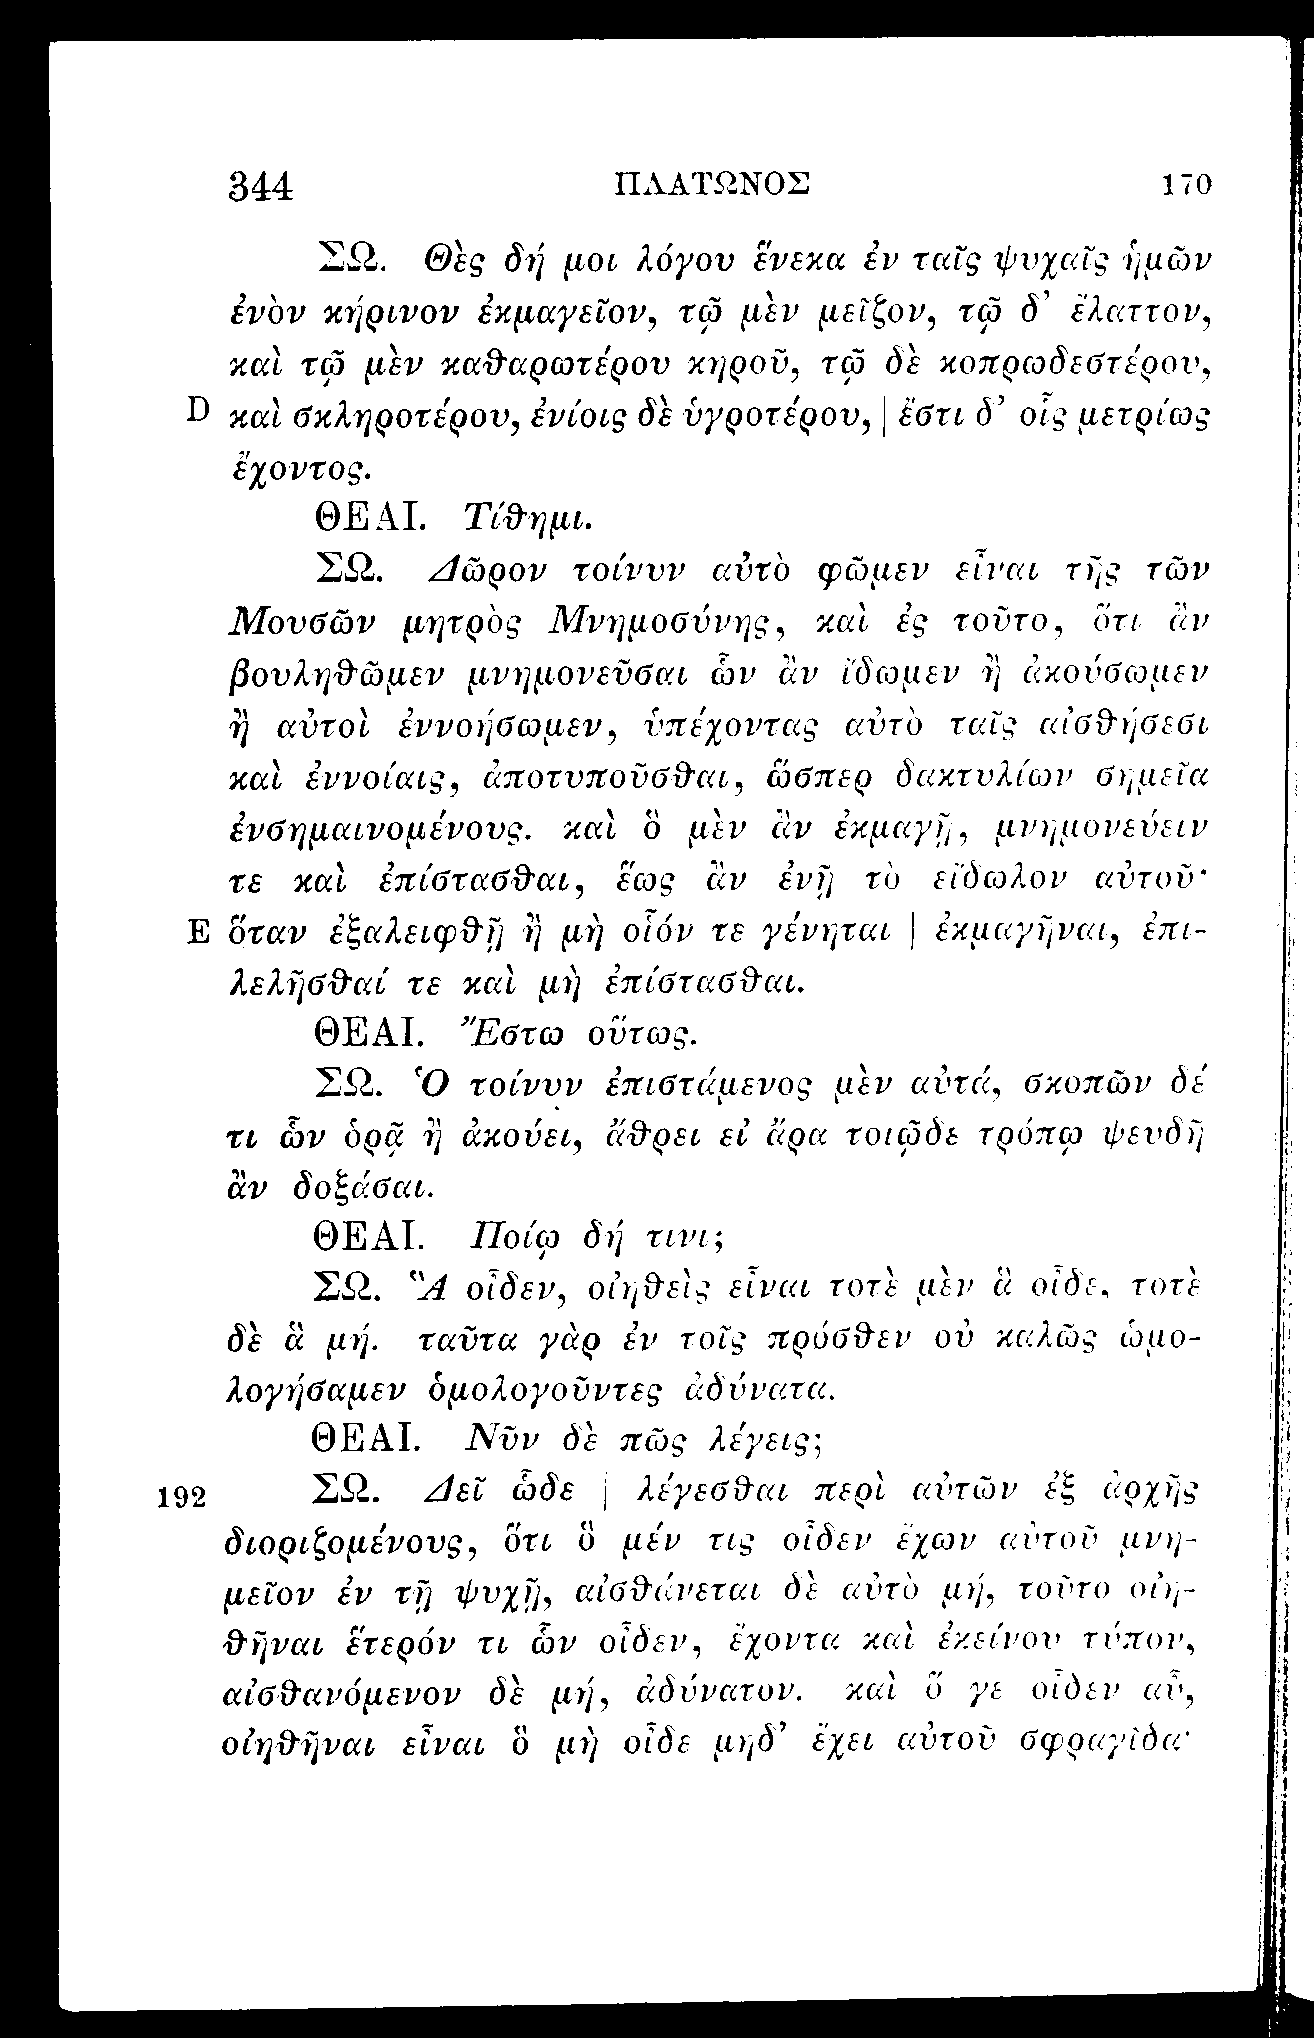 344 ΠΛΑΤΩΝΟΣ 170
ΣΩ. Θὲς δή μοι λόγου ἕνεκα ἐν ταῖς ψυχαῖς ἡμῶν
ἐνὸν κήρινον ἐκμαγεῖον, τῷ μὲν μεῖζον, τῷ δ’ ἔλαττον,
καὶ τῷ μὲν καθαρωτέρου κηροῦ, τῷ δὲ κοπρωδεστέρου,
D καὶ σκληροτέρου, ἐνίοις δὲ ὑγροτέρου, | ἔστι δ’ οἷς μετρίως
ἔχοντος.
ΘΕΑΙ. Τίθημι.
ΣΩ. Δῶρον τοίνυν αὐτὸ φῶμεν εἶναι τῆς τῶν
Μουσῶν μητρὸς Μνημοσύνης, καὶ ἐς τοῦτο, ὅτι ἂν
βουληθῶμεν μνημονεῦσαι ὧν ἂν ἴδωμεν ἢ ἀκούσωμεν
ἢ αὐτοὶ ἐννοήσωμεν, ὑπέχοντας αὐτὸ ταῖς αἰσθήσεσι
καὶ ἐννοίαις, ἀποτυποῦσθαι, ὥσπερ δακτυλίων σημεῖα
ἐνσημαινομένους. καὶ ὃ μὲν ἂν ἐκμαγῇ, μνημονεύειν
τε καὶ ἐπίστασθαι, ἕως ἂν ἐνῇ τὸ εἴδωλον αὐτοῦ·
E ὅταν ἐξαλειφθῇ ἢ μὴ οἷόν τε γένηται | ἐκμαγῆναι, ἐπι-
λελῆσθαί τε καὶ μὴ ἐπίστασθαι.
ΘΕΑΙ. Ἔστω οὕτως.
ΣΩ. Ὁ τοίνυν ἐπιστάμενος μὲν αὐτά, σκοπῶν δέ
τι ὧν ὁρᾷ ἢ ἀκούει, ἄθρει εἰ ἄρα τοιῷδε τρόπῳ ψευδῆ
ἂν δοξάσαι.
ΘΕΑΙ. Ποίῳ δή τινι;
ΣΩ. Ἃ οἶδεν, οἰηθεὶς εἶναι τοτὲ μὲν ἃ οἶδε, τοτὲ
δὲ ἃ μή. ταῦτα γὰρ ἐν τοῖς πρόσθεν οὐ καλῶς ὡμο-
λογήσαμεν ὁμολογοῦντες ἀδύνατα.
ΘΕΑΙ. Νῦν δὲ πῶς λέγεις;
192 ΣΩ. Δεῖ ὧδε | λέγεσθαι περὶ αὐτῶν ἐξ ἀρχῆς
διοριζομένους, ὅτι ὃ μέν τις οἶδεν ἔχων αὐτοῦ μνη-
μεῖον ἐν τῇ ψυχῇ, αἰσθάνεται δὲ αὐτὸ μή, τοῦτο οἰη-
θῆναι ἕτερόν τι ὧν οἶδεν, ἔχοντα καὶ ἐκείνου τύπον,
αἰσθανόμενον δὲ μή, ἀδύνατον. καὶ ὅ γε οἶδεν αὖ,
οἰηθῆναι εἶναι ὃ μὴ οἶδε μηδ’ ἔχει αὐτοῦ σφραγῖδα·